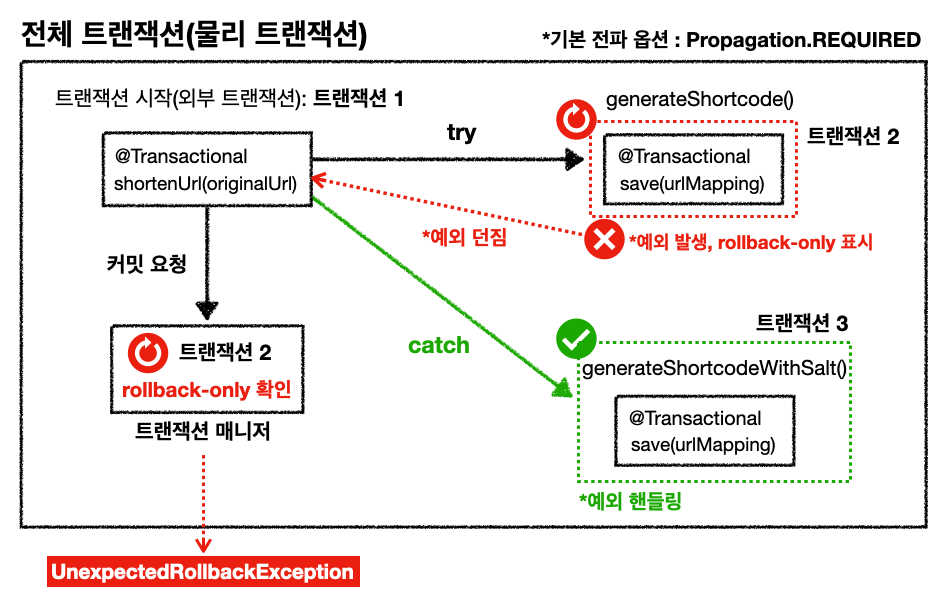 전체 트랜잭션(물리 트랜잭션)
*기본 전파 옵션 : Propagation.REQUIRED
트랜잭션 시작(외부 트랜잭션): 트랜잭션 1
@Transactional
shortenUrl(originalUrl)
try
generateShortcode()
트랜잭션 2
@Transactional
save(urlMapping)
*예외 던짐
*예외 발생, rollback-only 표시
커밋 요청
트랜잭션 2
rollback-only 확인
트랜잭션 매니저
catch
트랜잭션 3
generateShortcodeWithSalt()
@Transactional
save(urlMapping)
*예외 핸들링
UnexpectedRollbackException